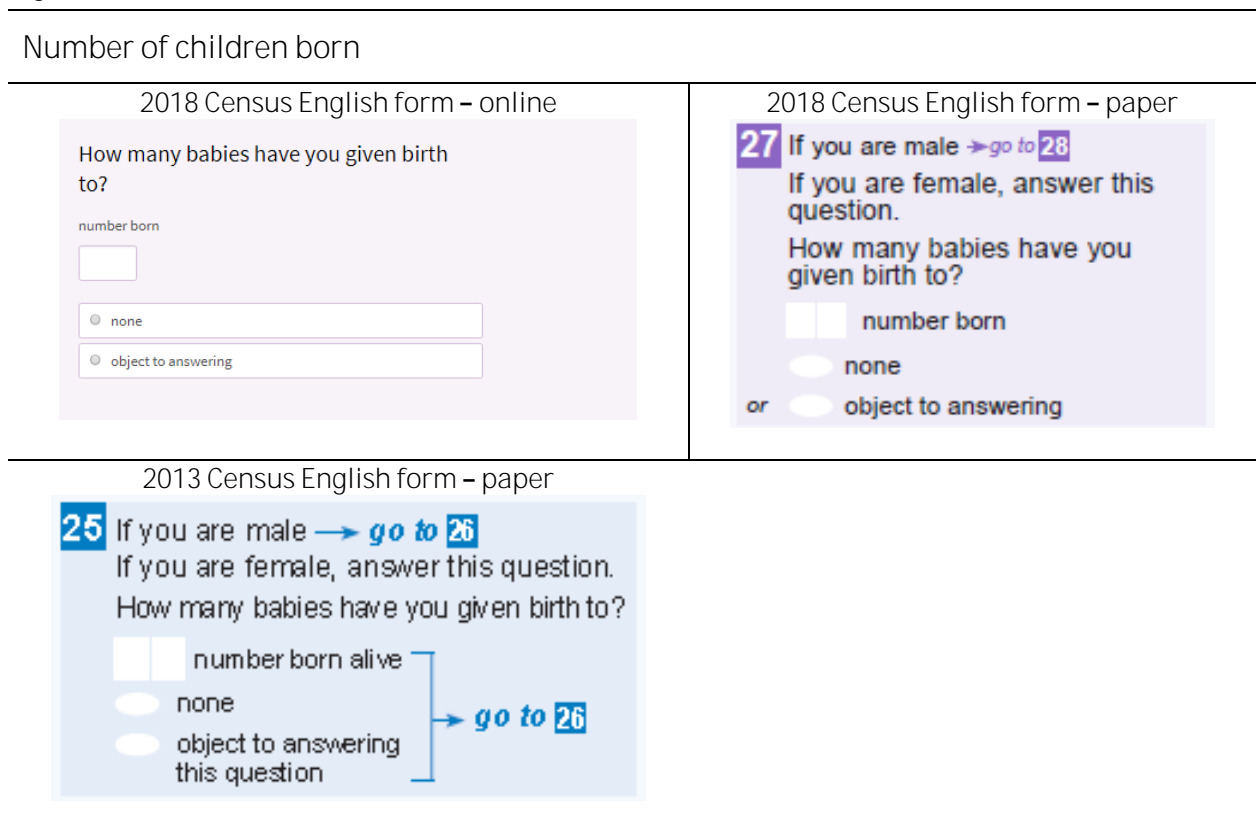 Number of children born
2018 Census English form – online
How many babies have you given birth
to?
number born
none
object to answering
2018 Census English form – paper
27 If you are male go to 28
If you are female, answer this
question.
How many babies have you
given birth to?
number born
none
or object to answering
2013 Census English form – paper
25 If you are male go to 26
If you are female, answer this question.
How many babies have you given birth to?
number born alive
none
go to 26
object to answering
this question